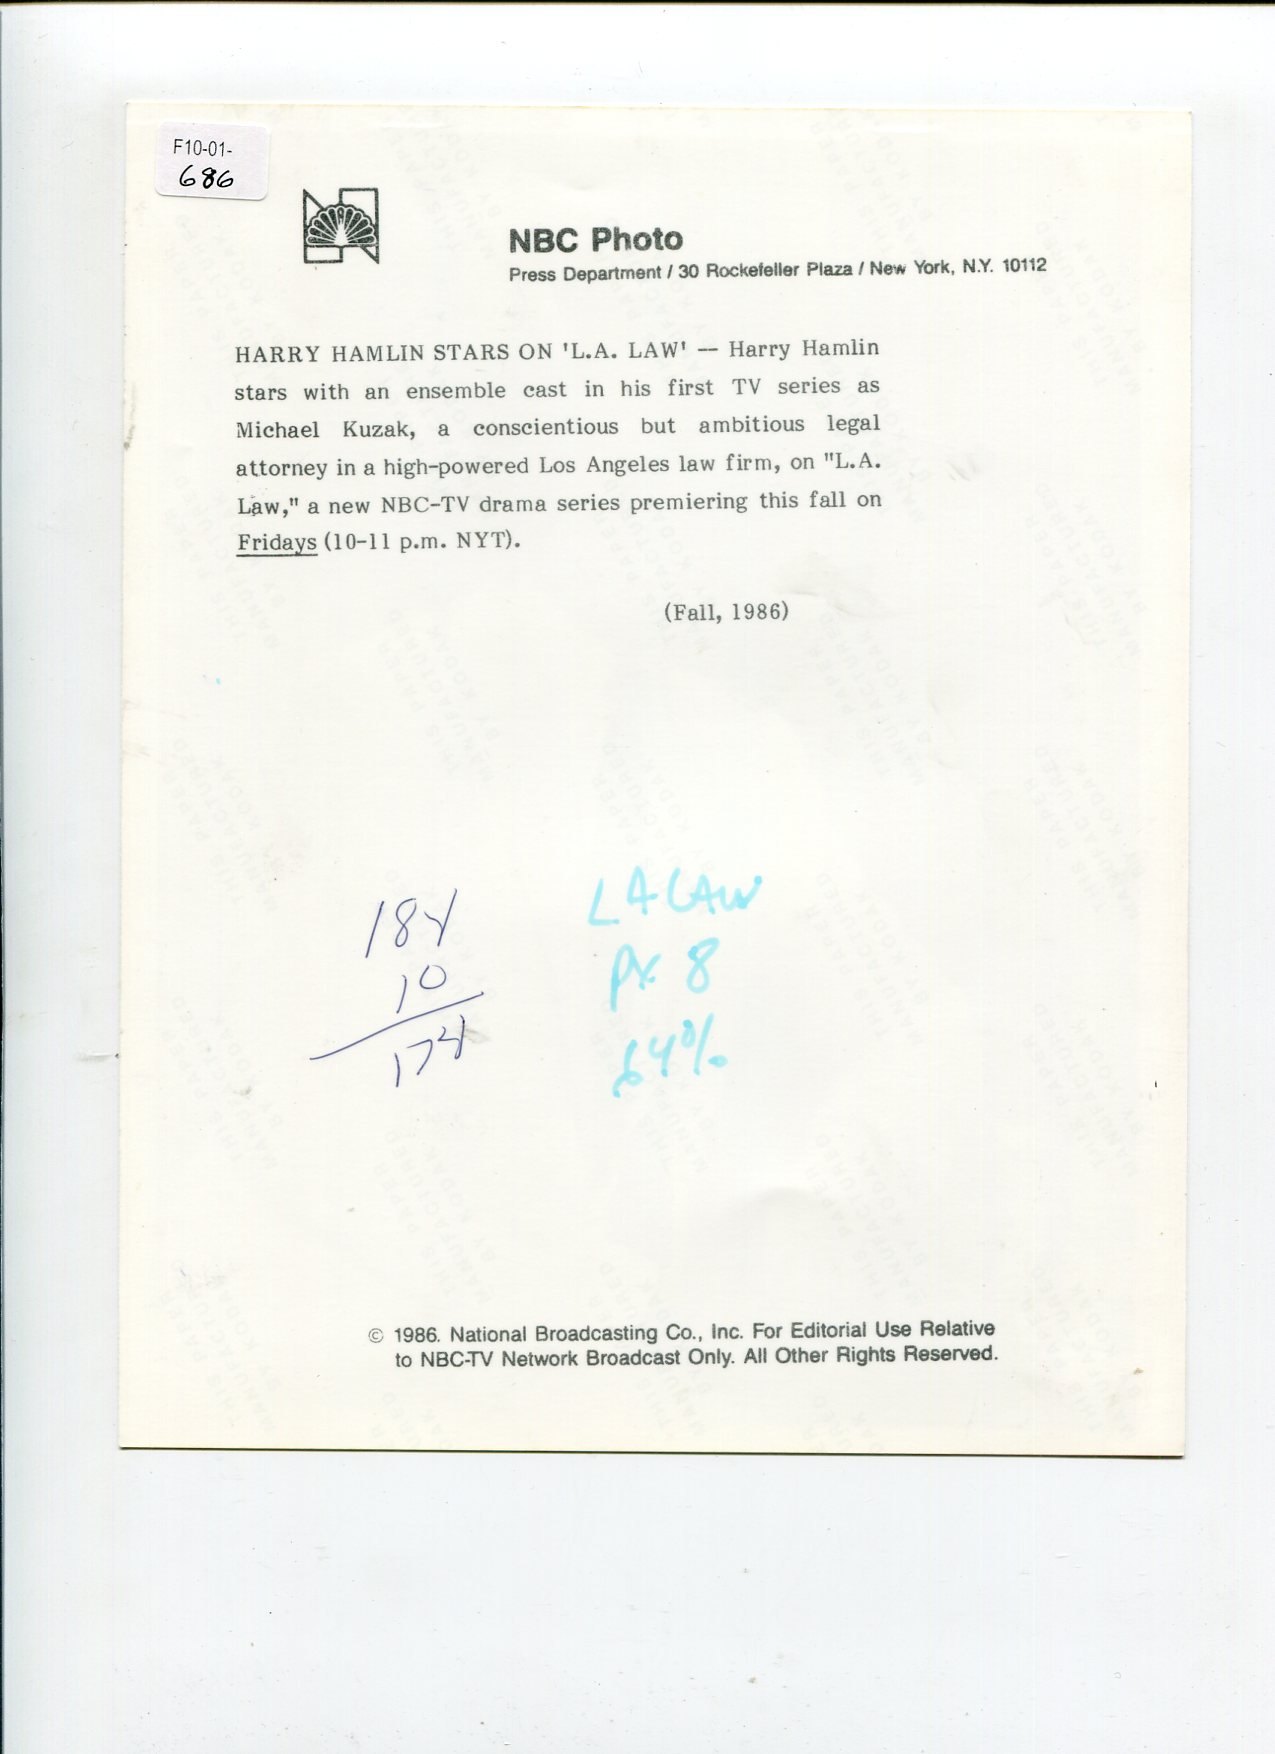 F10-01-
686
NBC Photo
Press Department / 30 Rockefeller Plaza / New York, N.Y. 10112
HARRY HAMLIN STARS ON 'L.A. LAW' -- Harry Hamlin
stars with an ensemble cast in his first TV series as
Michael Kuzak, a conscientious but ambitious legal
attorney in a high-powered Los Angeles law firm, on "L.A.
Law," a new NBC-TV drama series premiering this fall on
Fridays (10-11 p.m. NYT).
(Fall, 1986)
184
10
174
LA LAW
PX 8
64%
© 1986. National Broadcasting Co., Inc. For Editorial Use Relative
to NBC-TV Network Broadcast Only. All Other Rights Reserved.